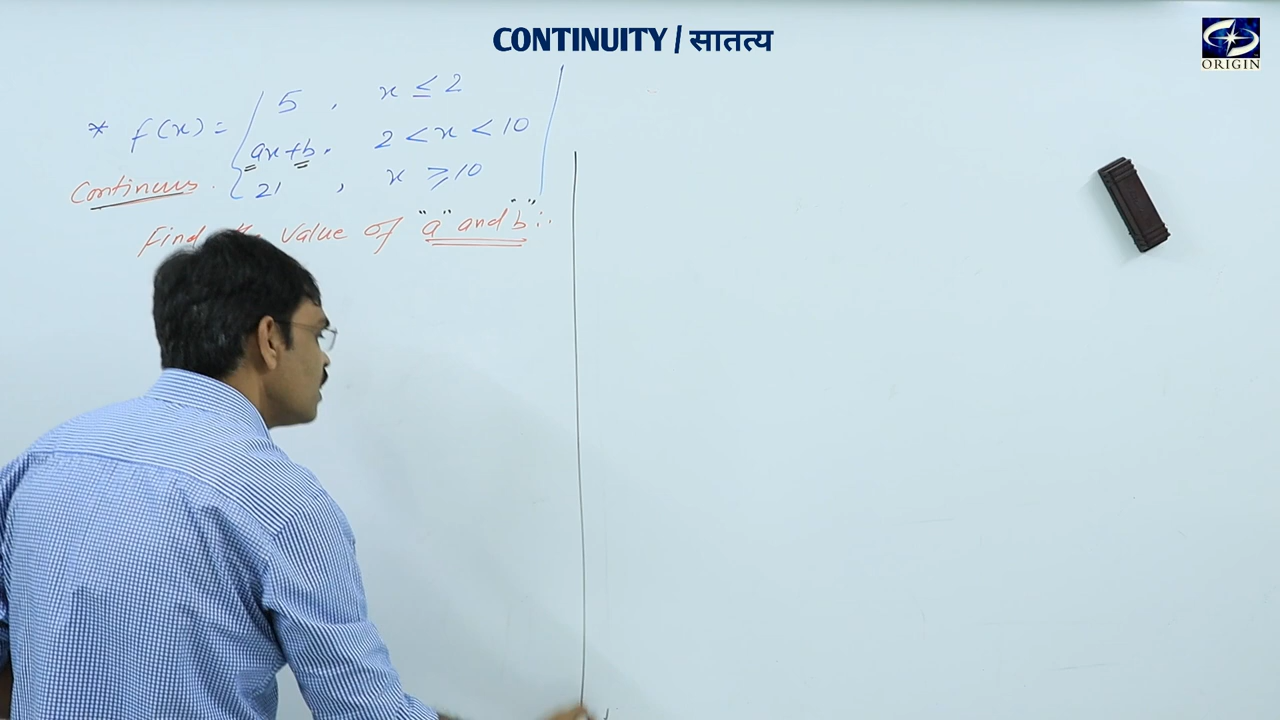 CONTINUITY / सातत्य
ORIGIN
* f(x) = { 5 , x ≤ 2
ax+b , 2 < x < 10
21 , x ≥ 10
Continuous .
Find value of "a" and "b" :.